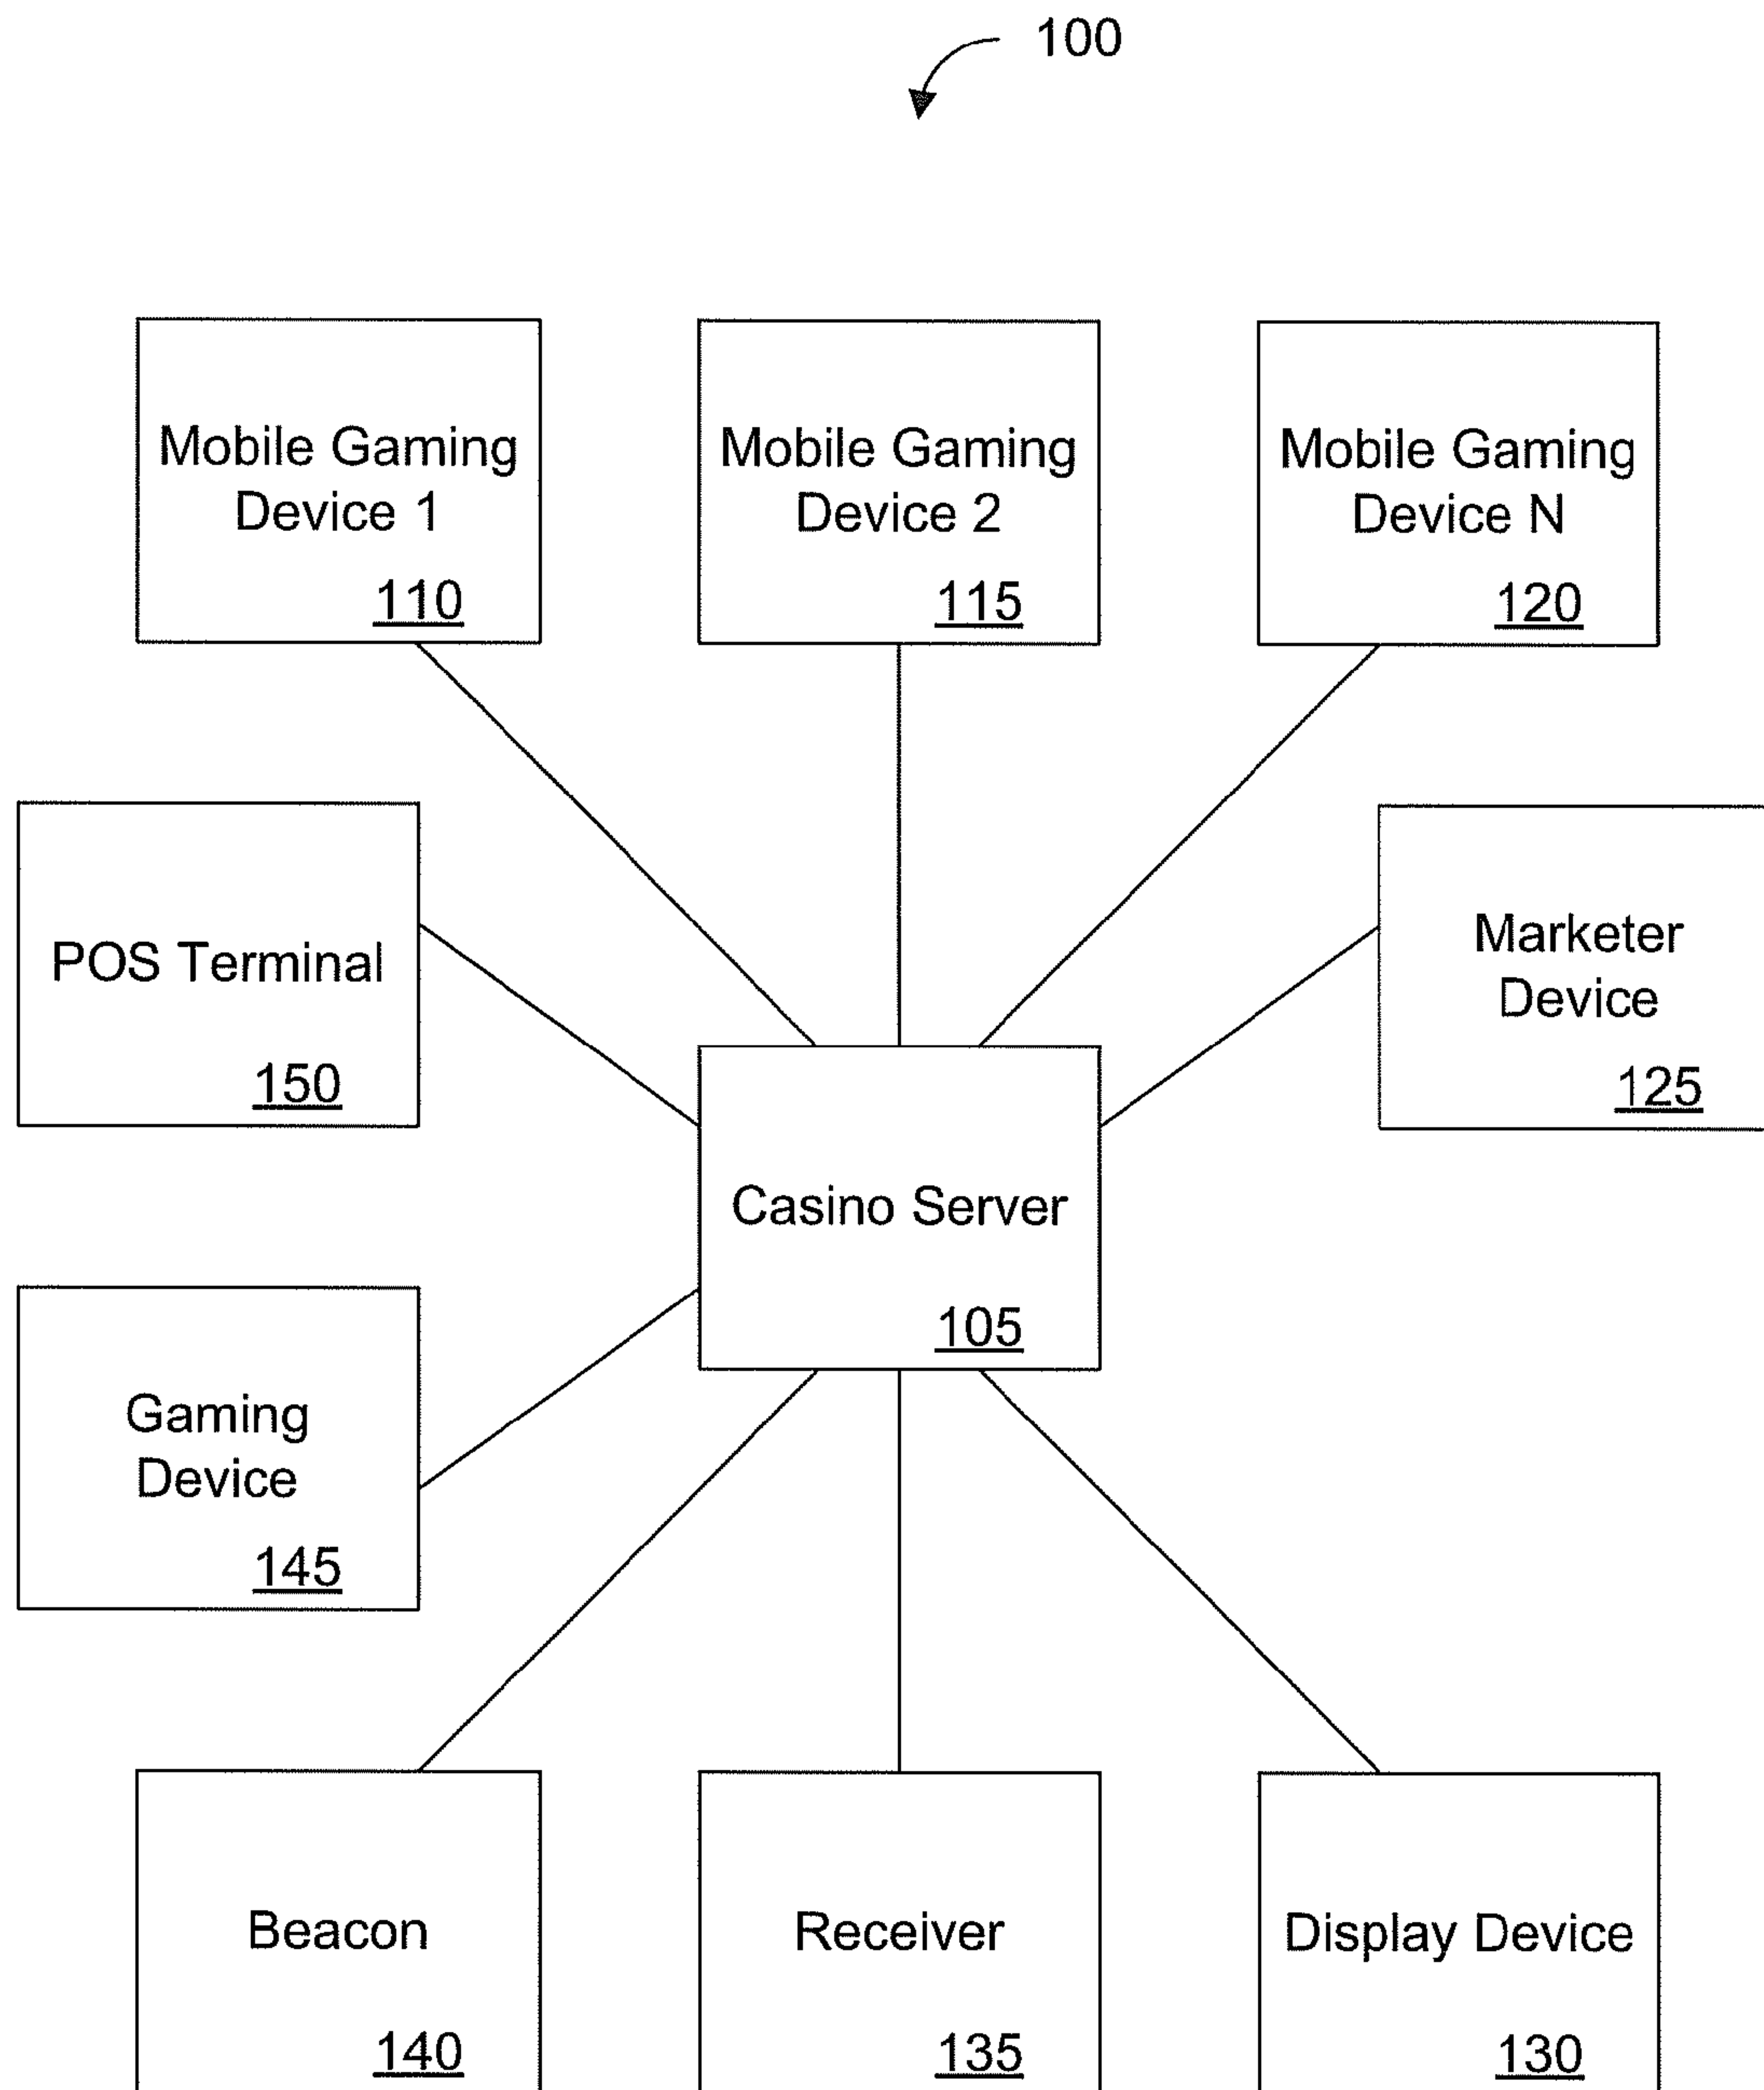 100
Mobile Gaming
Device 1
110
Mobile Gaming
Device 2
115
Mobile Gaming
Device N
120
POS Terminal
150
Marketer
Device
125
Casino Server
105
Gaming
Device
145
Beacon
140
Receiver
135
Display Device
130